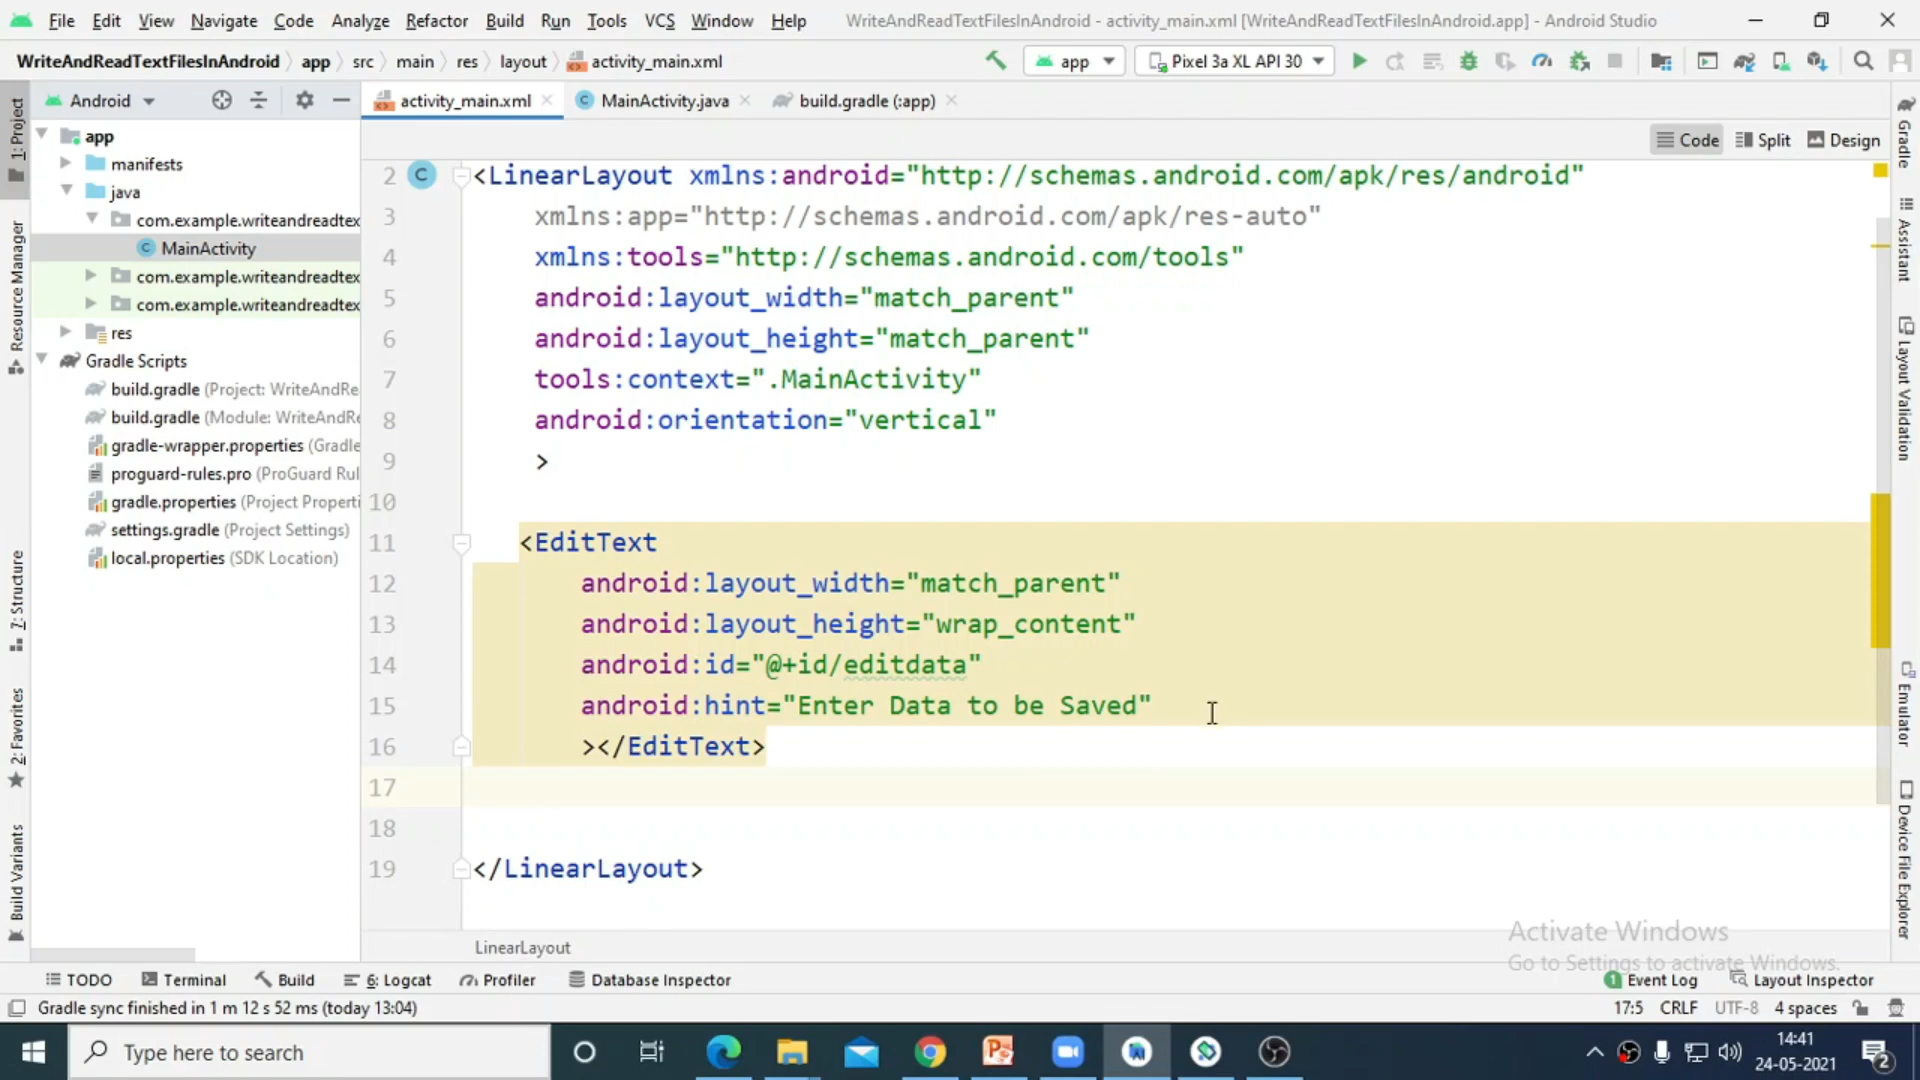 File Edit View Navigate Code Analyze Refactor Build Run Tools VCS Window Help WriteAndReadTextFilesInAndroid - activity_main.xml [WriteAndReadTextFilesInAndroid.app] - Android Studio
WriteAndReadTextFilesInAndroid app src main res layout activity_main.xml app Pixel 3a XL API 30
Android activity_main.xml MainActivity.java build.gradle (:app)
Code Split Design
1: Project
Resource Manager
7: Structure
2: Favorites
Build Variants
app
manifests
java
com.example.writeandreadtex
MainActivity
com.example.writeandreadtex
com.example.writeandreadtex
res
Gradle Scripts
build.gradle (Project: WriteAndRe
build.gradle (Module: WriteAndRe
gradle-wrapper.properties (Gradle
proguard-rules.pro (ProGuard Rul
gradle.properties (Project Properti
settings.gradle (Project Settings)
local.properties (SDK Location)
2 C <LinearLayout xmlns:android="http://schemas.android.com/apk/res/android"
3 xmlns:app="http://schemas.android.com/apk/res-auto"
4 xmlns:tools="http://schemas.android.com/tools"
5 android:layout_width="match_parent"
6 android:layout_height="match_parent"
7 tools:context=".MainActivity"
8 android:orientation="vertical"
9 >
10
11 <EditText
12 android:layout_width="match_parent"
13 android:layout_height="wrap_content"
14 android:id="@+id/editdata"
15 android:hint="Enter Data to be Saved"
16 ></EditText>
17
18
19 </LinearLayout>
LinearLayout
Gradle
Assistant
Layout Validation
Emulator
Device File Explorer
Activate Windows
Go to Settings to activate Windows.
TODO Terminal Build 6: Logcat Profiler Database Inspector 1 Event Log Layout Inspector
Gradle sync finished in 1 m 12 s 52 ms (today 13:04) 17:5 CRLF UTF-8 4 spaces
Type here to search
14:41
24-05-2021
2